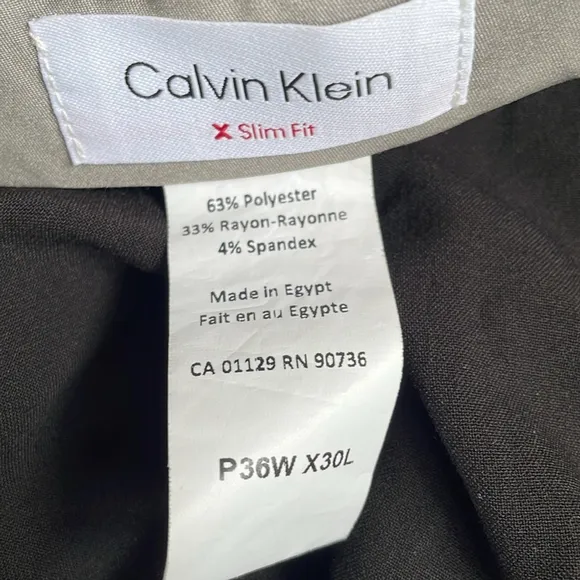 Calvin Klein
X Slim Fit
63% Polyester
33% Rayon-Rayonne
4% Spandex
Made in Egypt
Fait en au Egypte
CA 01129 RN 90736
P36W X30L